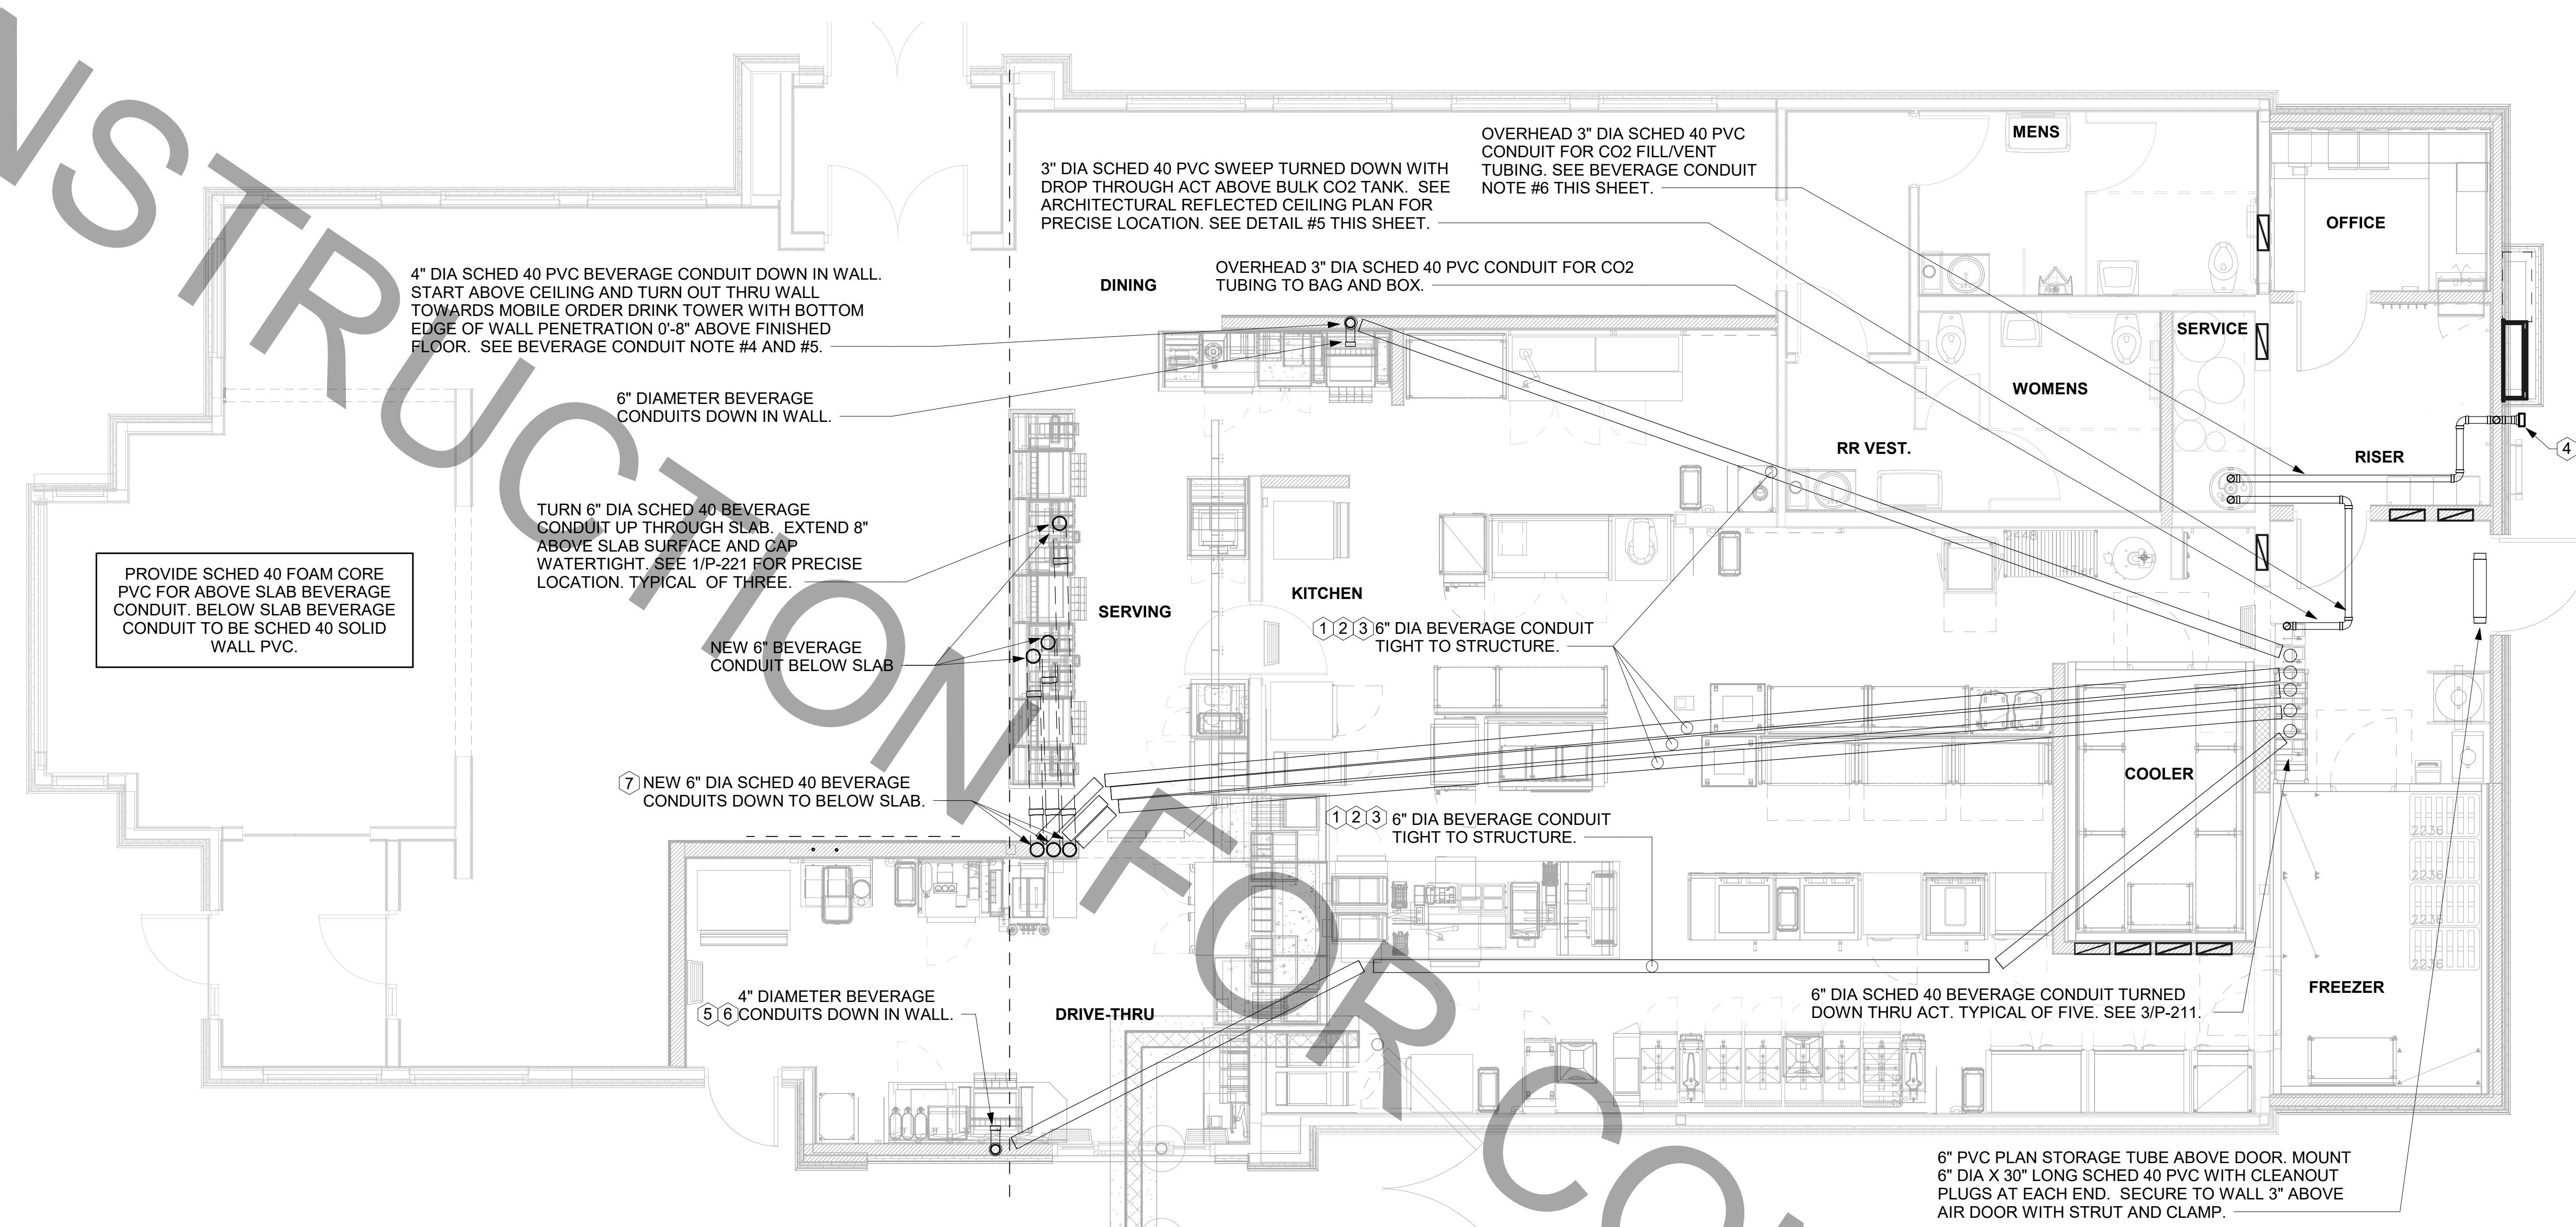 OVERHEAD 3" DIA SCHED 40 PVC
CONDUIT FOR CO2 FILL/VENT
TUBING. SEE BEVERAGE CONDUIT
NOTE #6 THIS SHEET.
MENS
3" DIA SCHED 40 PVC SWEEP TURNED DOWN WITH
DROP THROUGH ACT ABOVE BULK CO2 TANK. SEE
ARCHITECTURAL REFLECTED CEILING PLAN FOR
PRECISE LOCATION. SEE DETAIL #5 THIS SHEET.
OFFICE
4" DIA SCHED 40 PVC BEVERAGE CONDUIT DOWN IN WALL.
START ABOVE CEILING AND TURN OUT THRU WALL
TOWARDS MOBILE ORDER DRINK TOWER WITH BOTTOM
EDGE OF WALL PENETRATION 0'-8" ABOVE FINISHED
FLOOR. SEE BEVERAGE CONDUIT NOTE #4 AND #5.
DINING
OVERHEAD 3" DIA SCHED 40 PVC CONDUIT FOR CO2
TUBING TO BAG AND BOX.
SERVICE
6" DIAMETER BEVERAGE
CONDUITS DOWN IN WALL.
WOMENS
RR VEST.
RISER
4
TURN 6" DIA SCHED 40 BEVERAGE
CONDUIT UP THROUGH SLAB. EXTEND 8"
ABOVE SLAB SURFACE AND CAP
WATERTIGHT. SEE 1/P-221 FOR PRECISE
LOCATION. TYPICAL OF THREE.
2448
PROVIDE SCHED 40 FOAM CORE
PVC FOR ABOVE SLAB BEVERAGE
CONDUIT. BELOW SLAB BEVERAGE
CONDUIT TO BE SCHED 40 SOLID
WALL PVC.
SERVING
KITCHEN
1 2 3 6" DIA BEVERAGE CONDUIT
TIGHT TO STRUCTURE.
NEW 6" BEVERAGE
CONDUIT BELOW SLAB
7 NEW 6" DIA SCHED 40 BEVERAGE
CONDUITS DOWN TO BELOW SLAB.
COOLER
1 2 3 6" DIA BEVERAGE CONDUIT
TIGHT TO STRUCTURE.
2236
2236
2236
2236
4" DIAMETER BEVERAGE
5 6 CONDUITS DOWN IN WALL.
DRIVE-THRU
6" DIA SCHED 40 BEVERAGE CONDUIT TURNED
DOWN THRU ACT. TYPICAL OF FIVE. SEE 3/P-211.
FREEZER
6" PVC PLAN STORAGE TUBE ABOVE DOOR. MOUNT
6" DIA X 30" LONG SCHED 40 PVC WITH CLEANOUT
PLUGS AT EACH END. SECURE TO WALL 3" ABOVE
AIR DOOR WITH STRUT AND CLAMP.
NSTRUCTION FOR CO